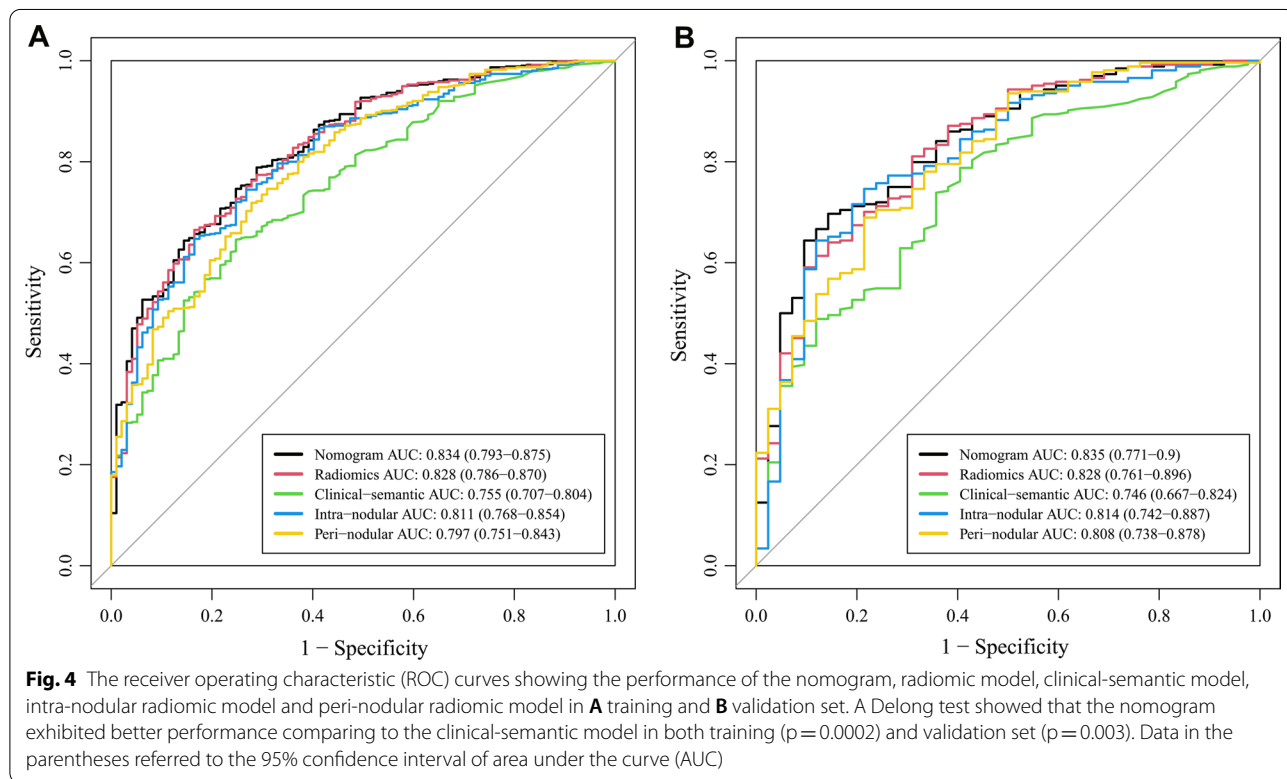 A
1.0
0.8
0.6
0.4
0.2
0.0
Sensitivity
Nomogram AUC: 0.834 (0.793−0.875)
Radiomics AUC: 0.828 (0.786−0.870)
Clinical−semantic AUC: 0.755 (0.707−0.804)
Intra−nodular AUC: 0.811 (0.768−0.854)
Peri−nodular AUC: 0.797 (0.751−0.843)
0.0 0.2 0.4 0.6 0.8 1.0
1 − Specificity
B
1.0
0.8
0.6
0.4
0.2
0.0
Sensitivity
Nomogram AUC: 0.835 (0.771−0.9)
Radiomics AUC: 0.828 (0.761−0.896)
Clinical−semantic AUC: 0.746 (0.667−0.824)
Intra−nodular AUC: 0.814 (0.742−0.887)
Peri−nodular AUC: 0.808 (0.738−0.878)
0.0 0.2 0.4 0.6 0.8 1.0
1 − Specificity
Fig. 4 The receiver operating characteristic (ROC) curves showing the performance of the nomogram, radiomic model, clinical-semantic model,
intra-nodular radiomic model and peri-nodular radiomic model in A training and B validation set. A Delong test showed that the nomogram
exhibited better performance comparing to the clinical-semantic model in both training (p = 0.0002) and validation set (p = 0.003). Data in the
parentheses referred to the 95% confidence interval of area under the curve (AUC)